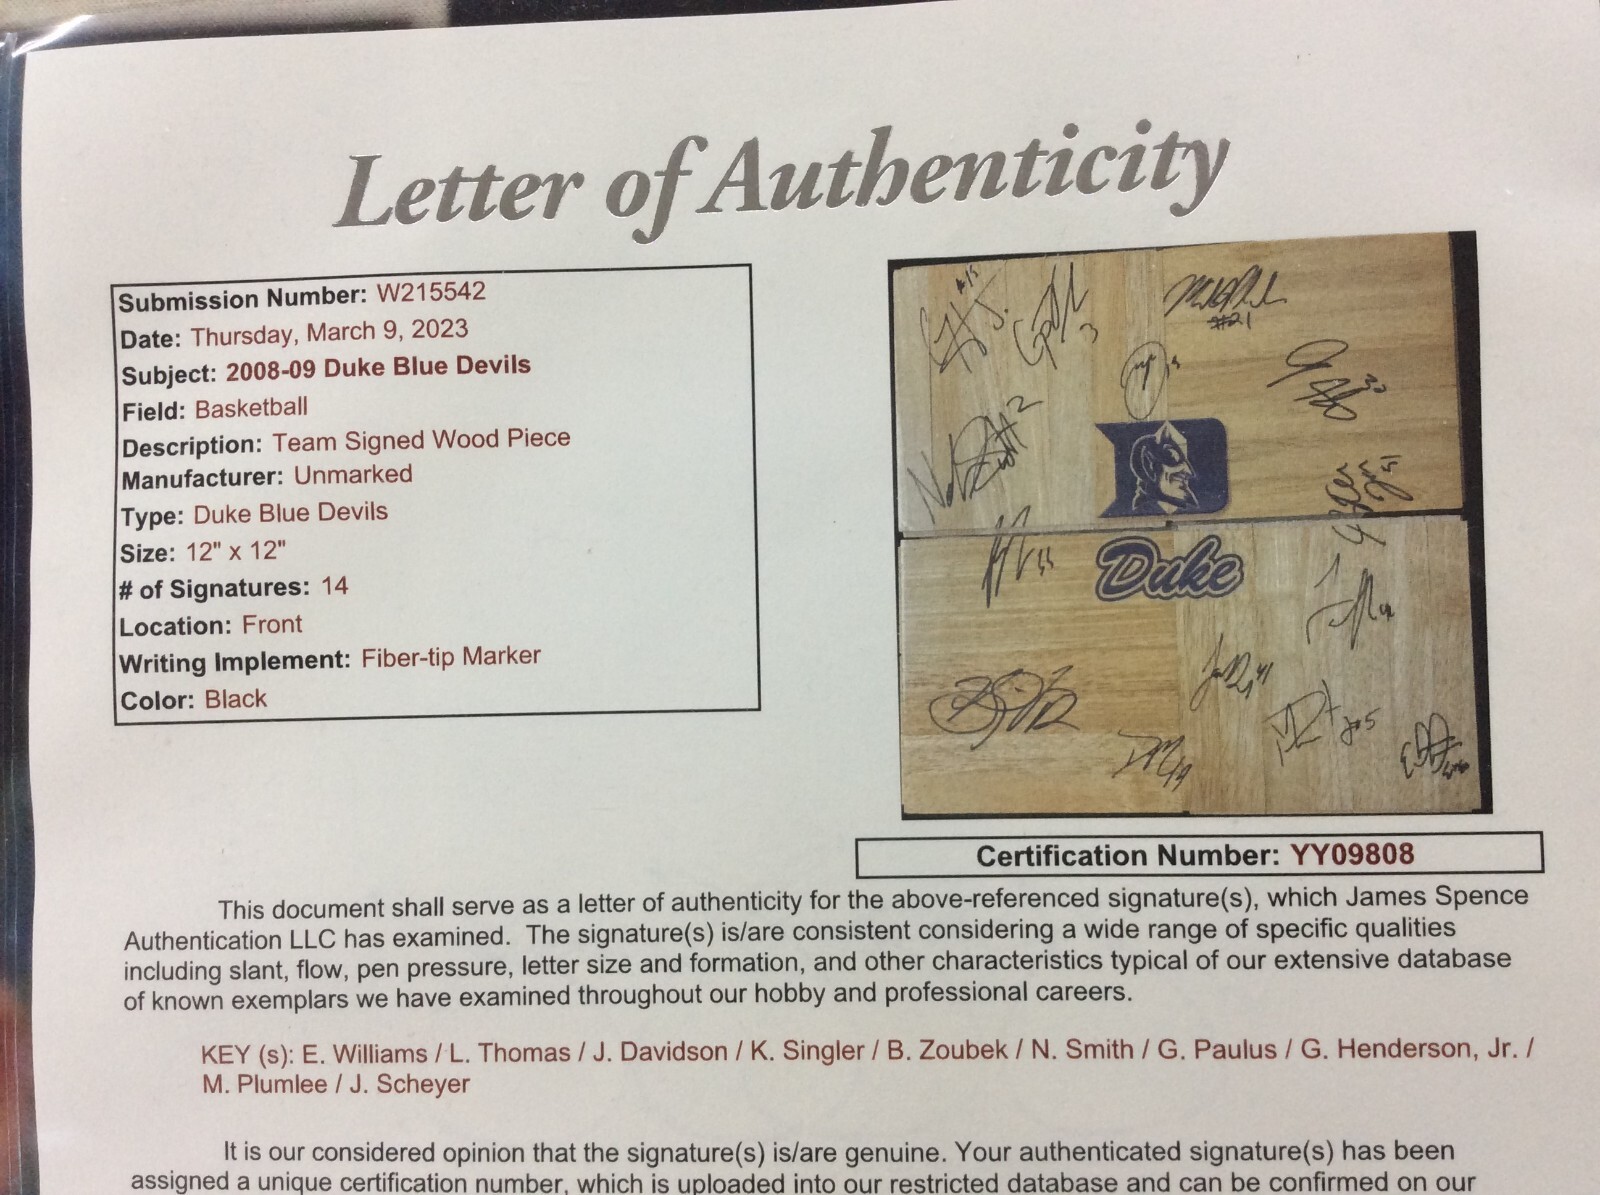 Letter of Authenticity
Submission Number: W215542
Date: Thursday, March 9, 2023
Subject: 2008-09 Duke Blue Devils
Field: Basketball
Description: Team Signed Wood Piece
Manufacturer: Unmarked
Type: Duke Blue Devils
Size: 12" x 12"
# of Signatures: 14
Location: Front
Writing Implement: Fiber-tip Marker
Color: Black
#21
Duke
Certification Number: YY09808
This document shall serve as a letter of authenticity for the above-referenced signature(s), which James Spence
Authentication LLC has examined. The signature(s) is/are consistent considering a wide range of specific qualities
including slant, flow, pen pressure, letter size and formation, and other characteristics typical of our extensive database
of known exemplars we have examined throughout our hobby and professional careers.
KEY (s): E. Williams / L. Thomas / J. Davidson / K. Singler / B. Zoubek / N. Smith / G. Paulus / G. Henderson, Jr. /
M. Plumlee / J. Scheyer
It is our considered opinion that the signature(s) is/are genuine. Your authenticated signature(s) has been
assigned a unique certification number, which is uploaded into our restricted database and can be confirmed on our